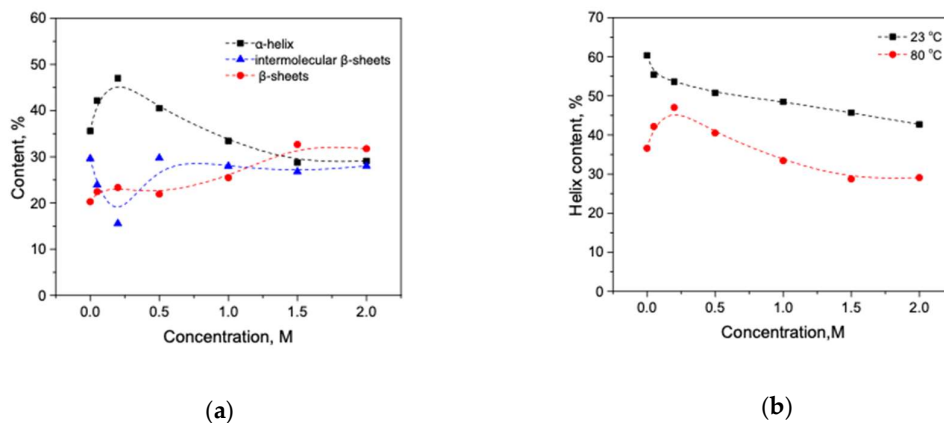 60
50
40
30
20
10
0
Content, %
α-helix
intermolecular β-sheets
β-sheets
0.0 0.5 1.0 1.5 2.0
Concentration, M
(a)
70
60
50
40
30
20
10
0
Helix content, %
23 °C
80 °C
0.0 0.5 1.0 1.5 2.0
Concentration,M
(b)